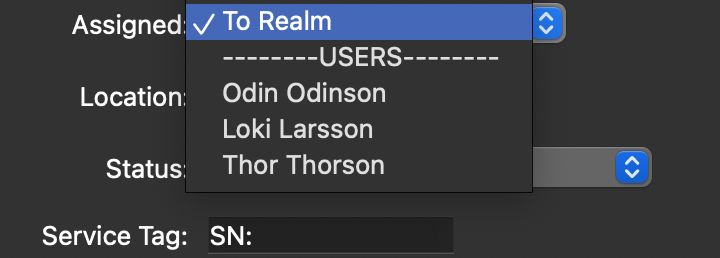 Assigned: ✓ To Realm
--------USERS--------
Location: Odin Odinson
Loki Larsson
Status: Thor Thorson
Service Tag: SN: